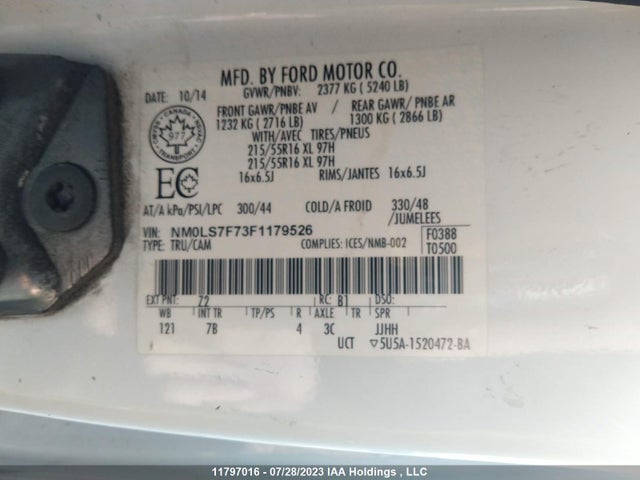 MFD. BY FORD MOTOR CO.
DATE: 10/14 GVWR/PNBV: 2377 KG ( 5240 LB)
FRONT GAWR/PNBE AV / REAR GAWR/ PNBE AR
1232 KG ( 2716 LB) 1300 KG ( 2866 LB)
WITH/AVEC TIRES/PNEUS
215/55R16 XL 97H
215/55R16 XL 97H
16x6.5J RIMS/JANTES 16x6.5J
CANADA
977
TRANSPORT
EC
AT/A kPa/PSI/LPC 300/44 COLD/A FROID 330/48
/JUMELEES
VIN: NM0LS7F73F1179526 F0388
TYPE: TRU/CAM COMPLIES: ICES/NMB-002 T0500
EXT PNT: Z2 RC: B1 DSO:
WB INT TR TP/PS R AXLE TR SPR
121 7B 4 3C JJHH
UCT ▽5U5A-1520472-BA
11797016 - 07/28/2023 IAA Holdings , LLC